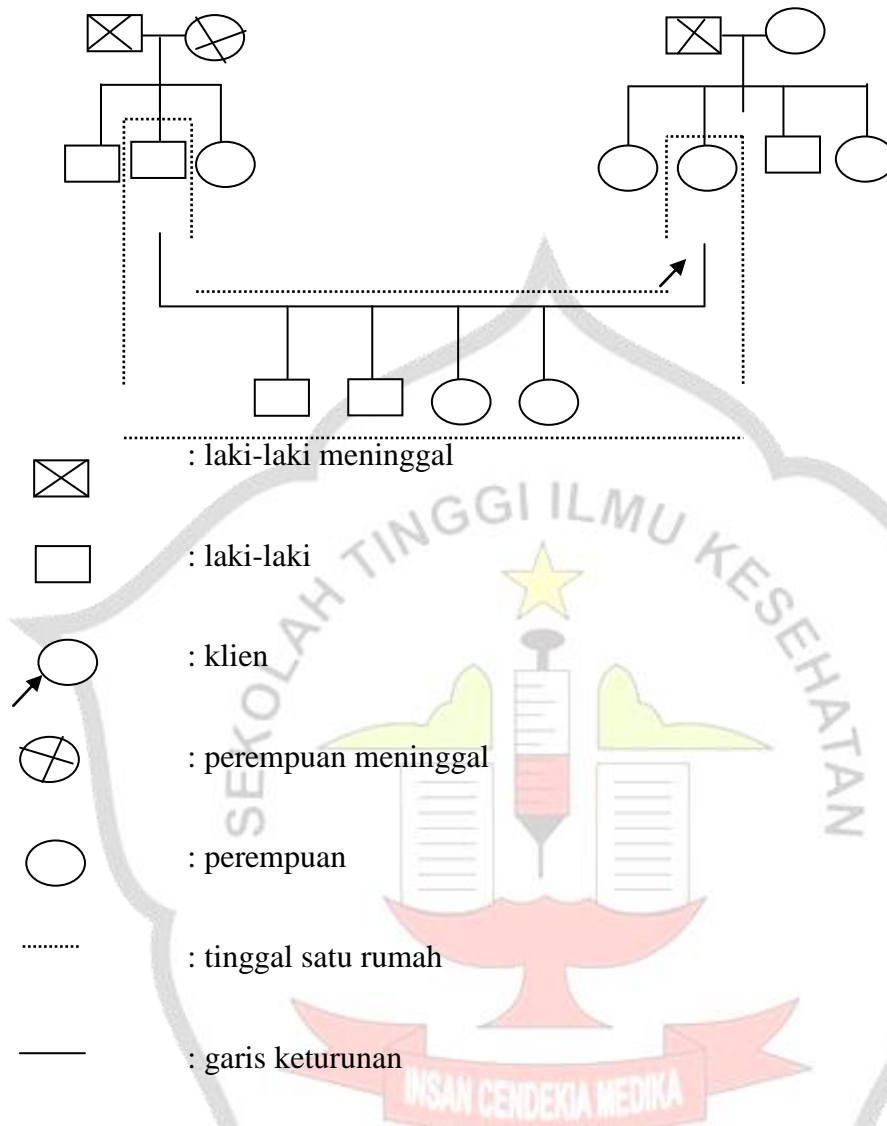 : laki-laki meninggal
: laki-laki
: klien
: perempuan meninggal
: perempuan
: tinggal satu rumah
: garis keturunan
SEKOLAH TINGGI ILMU KESEHATAN
INSAN CENDEKIA MEDIKA